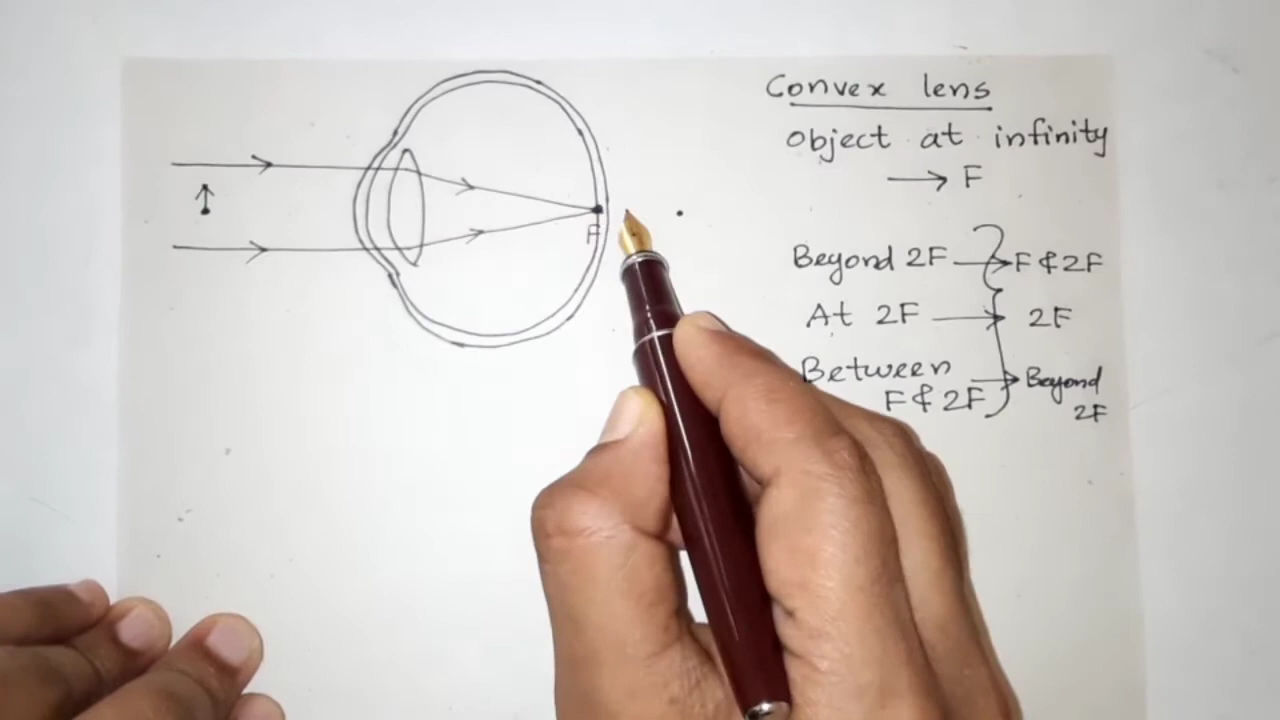 Convex lens
Object at infinity
→ F
Beyond 2F → F & 2F
At 2F → 2F
Between F & 2F → Beyond 2F
F